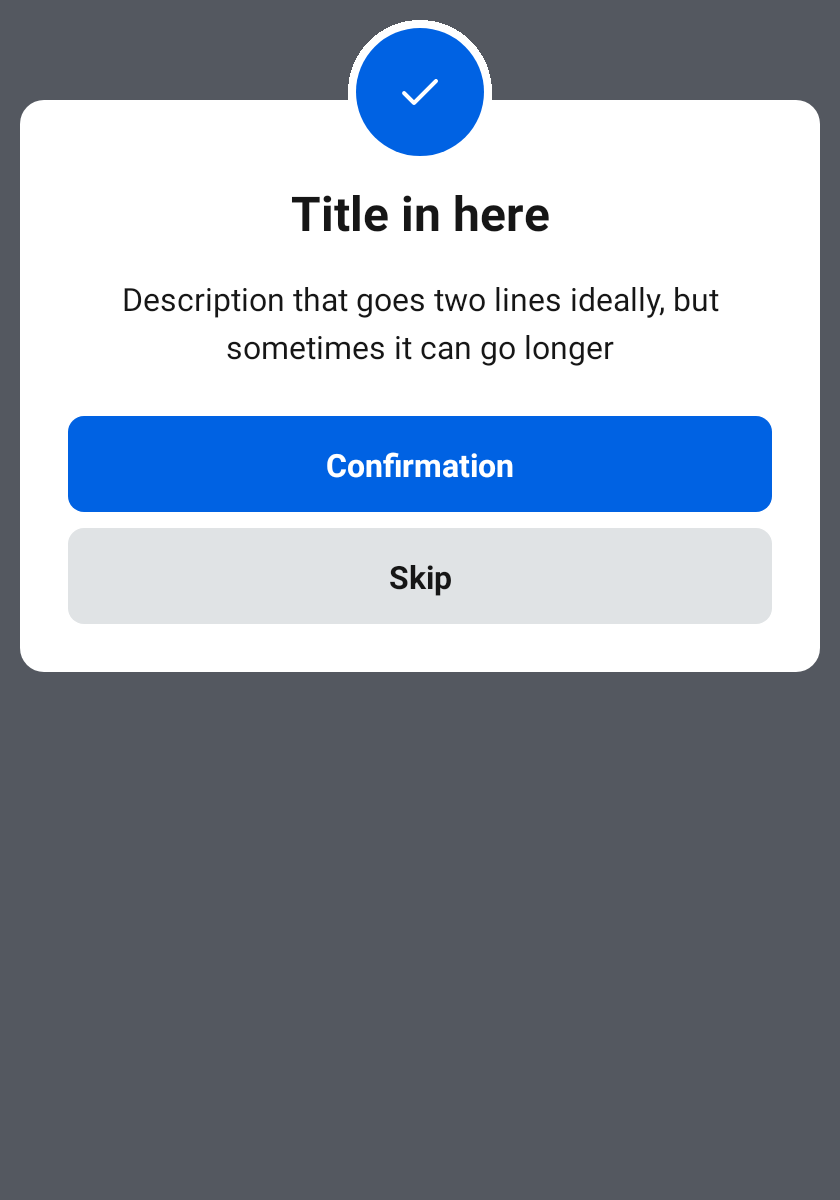 Title in here
Description that goes two lines ideally, but
sometimes it can go longer
Confirmation
Skip